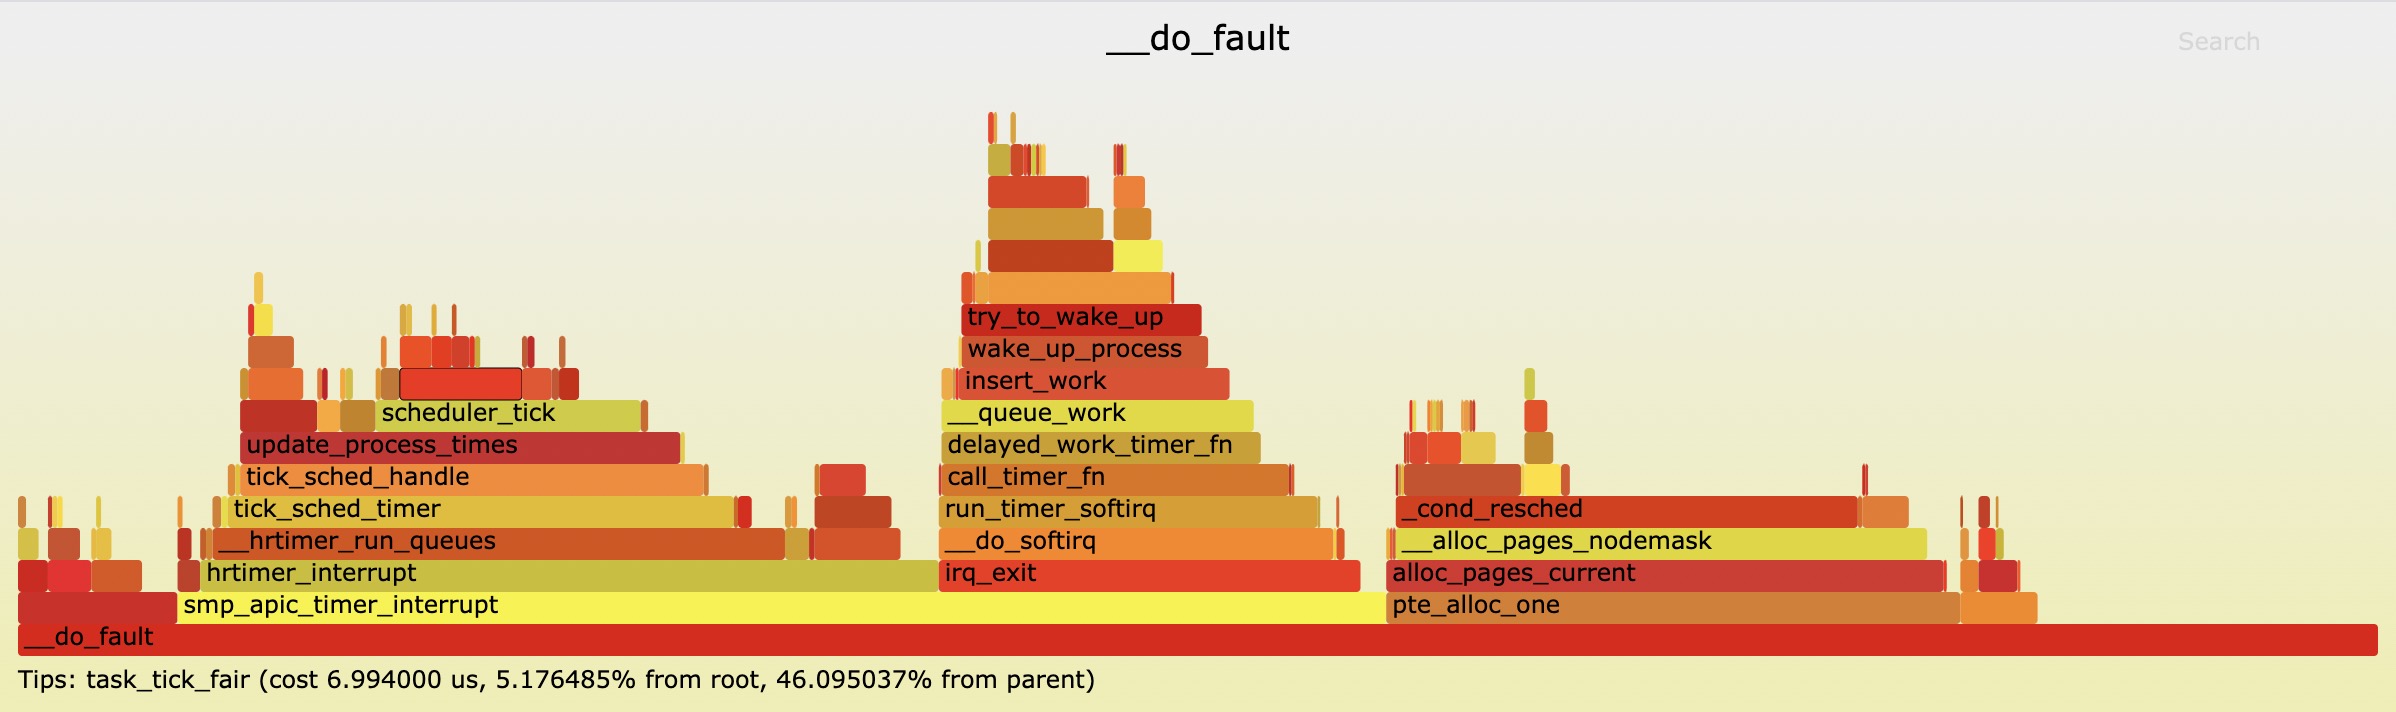 __do_fault
Search
try_to_wake_up
wake_up_process
insert_work
scheduler_tick
__queue_work
update_process_times
delayed_work_timer_fn
tick_sched_handle
call_timer_fn
tick_sched_timer
run_timer_softirq
_cond_resched
__hrtimer_run_queues
__do_softirq
__alloc_pages_nodemask
hrtimer_interrupt
irq_exit
alloc_pages_current
smp_apic_timer_interrupt
pte_alloc_one
__do_fault
Tips: task_tick_fair (cost 6.994000 us, 5.176485% from root, 46.095037% from parent)